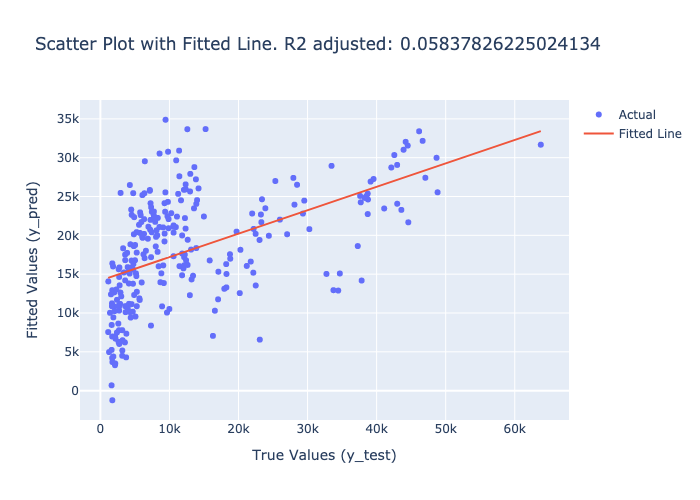 Scatter Plot with Fitted Line. R2 adjusted: 0.05837826225024134
Actual
Fitted Line
Fitted Values (y_pred)
35k
30k
25k
20k
15k
10k
5k
0
0 10k 20k 30k 40k 50k 60k
True Values (y_test)